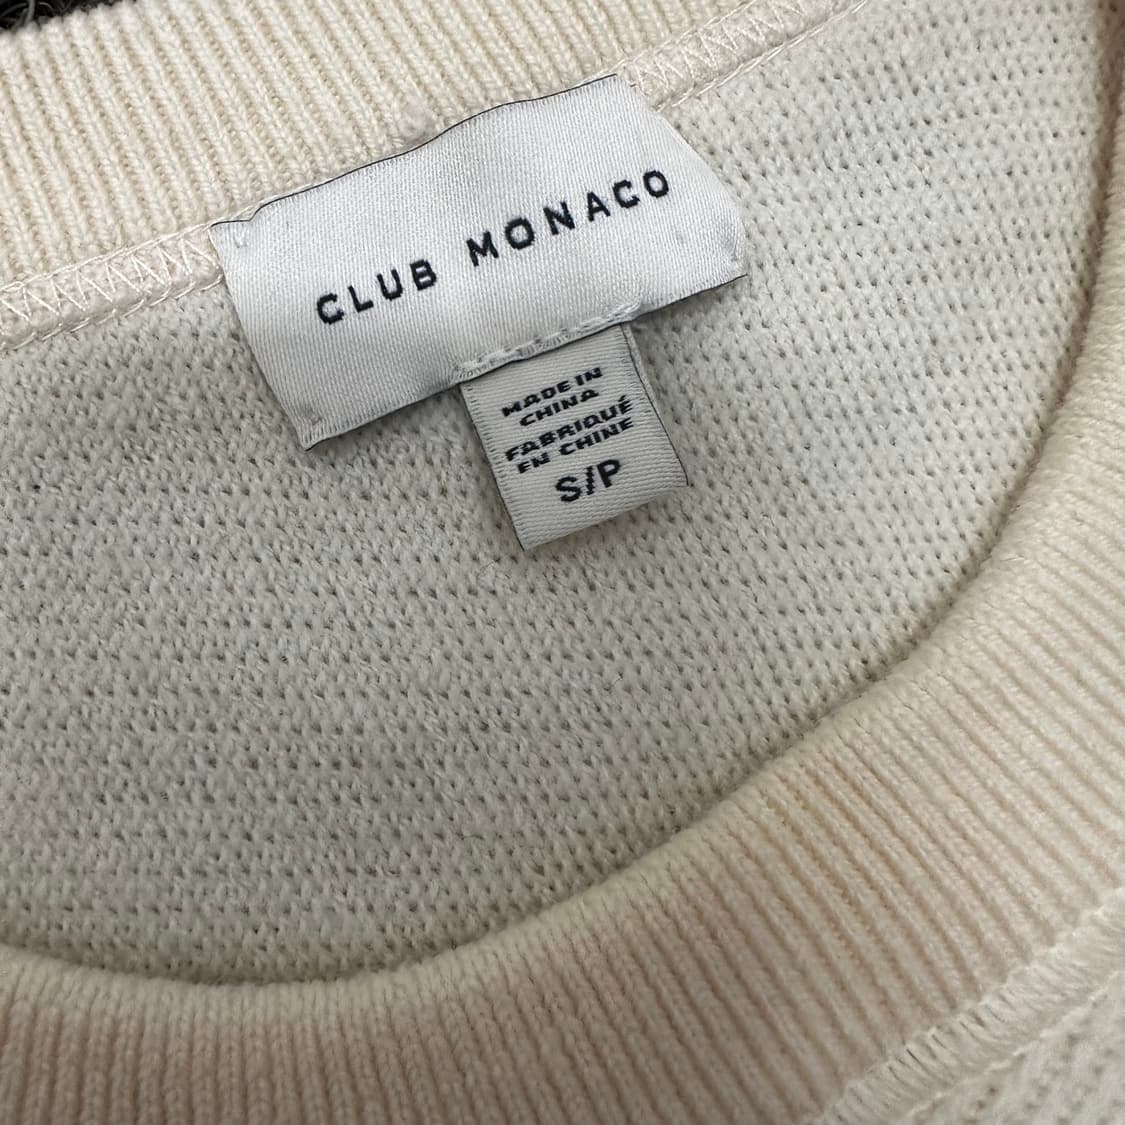 CLUB MONACO
MADE IN
CHINA
FABRIQUÉ
EN CHINE
S/P